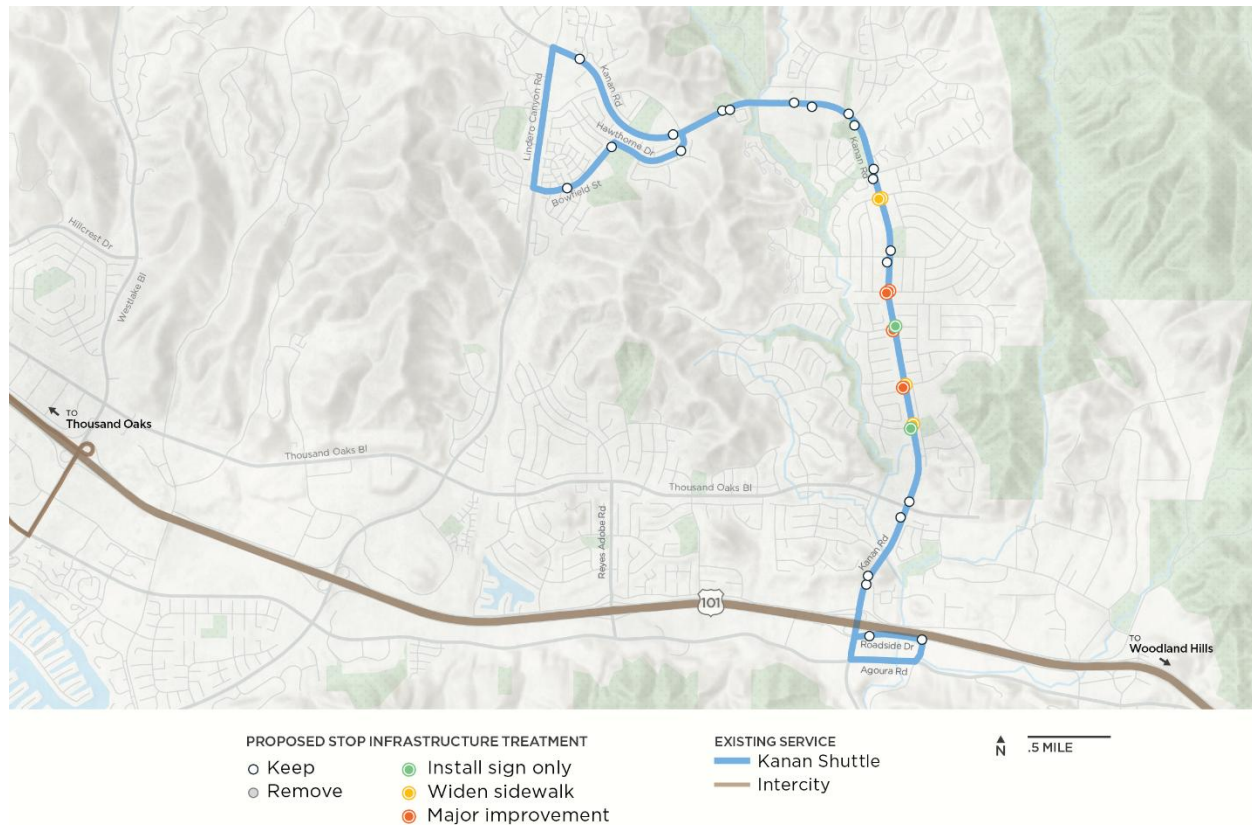 Kanan Rd
Lindero Canyon Rd
Hawthorne Dr
Bowfield St
Kanan Rd
Hillcrest Dr
Westlake Bl
TO
Thousand Oaks
Thousand Oaks Bl
Thousand Oaks Bl
Reyes Adobe Rd
Kanan Rd
101
Roadside Dr
Agoura Rd
TO
Woodland Hills
PROPOSED STOP INFRASTRUCTURE TREATMENT
Keep
Remove
Install sign only
Widen sidewalk
Major improvement
EXISTING SERVICE
Kanan Shuttle
Intercity
N
.5 MILE